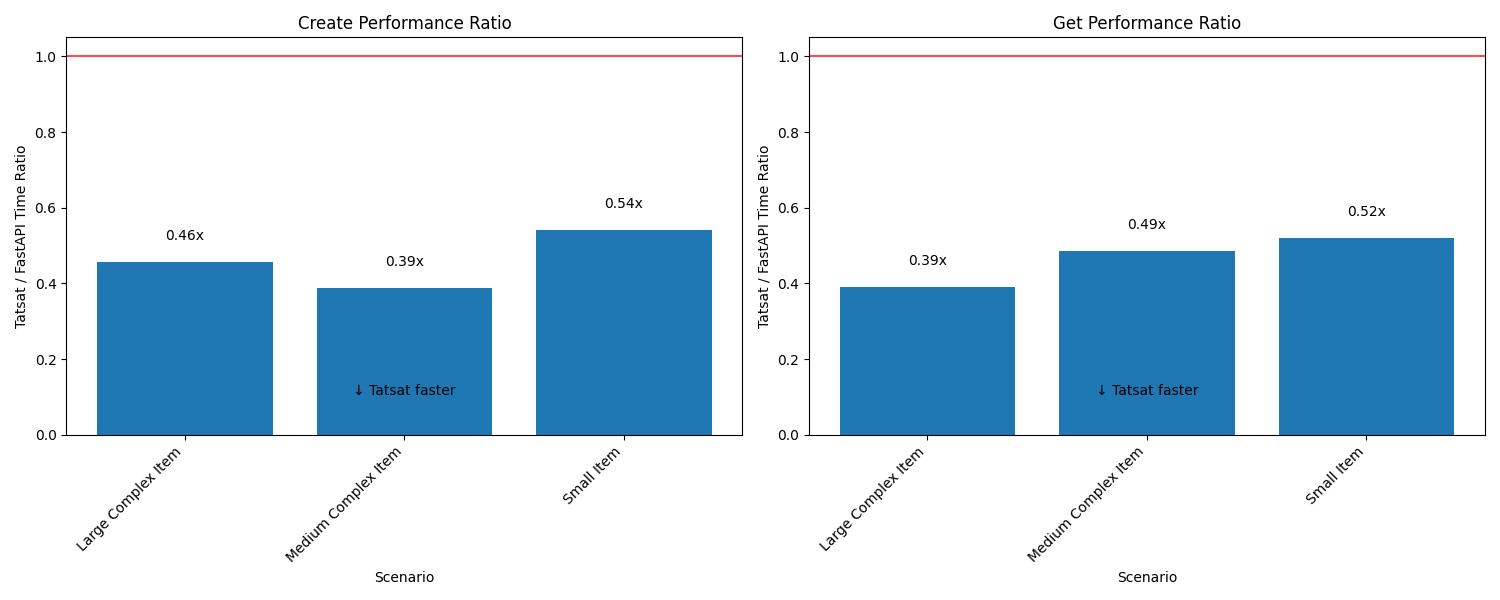 Create Performance Ratio
Tatsat / FastAPI Time Ratio
1.0
0.8
0.6
0.4
0.2
0.0
0.46x
0.39x
0.54x
↓ Tatsat faster
Large Complex Item
Medium Complex Item
Small Item
Scenario
Get Performance Ratio
Tatsat / FastAPI Time Ratio
1.0
0.8
0.6
0.4
0.2
0.0
0.39x
0.49x
0.52x
↓ Tatsat faster
Large Complex Item
Medium Complex Item
Small Item
Scenario